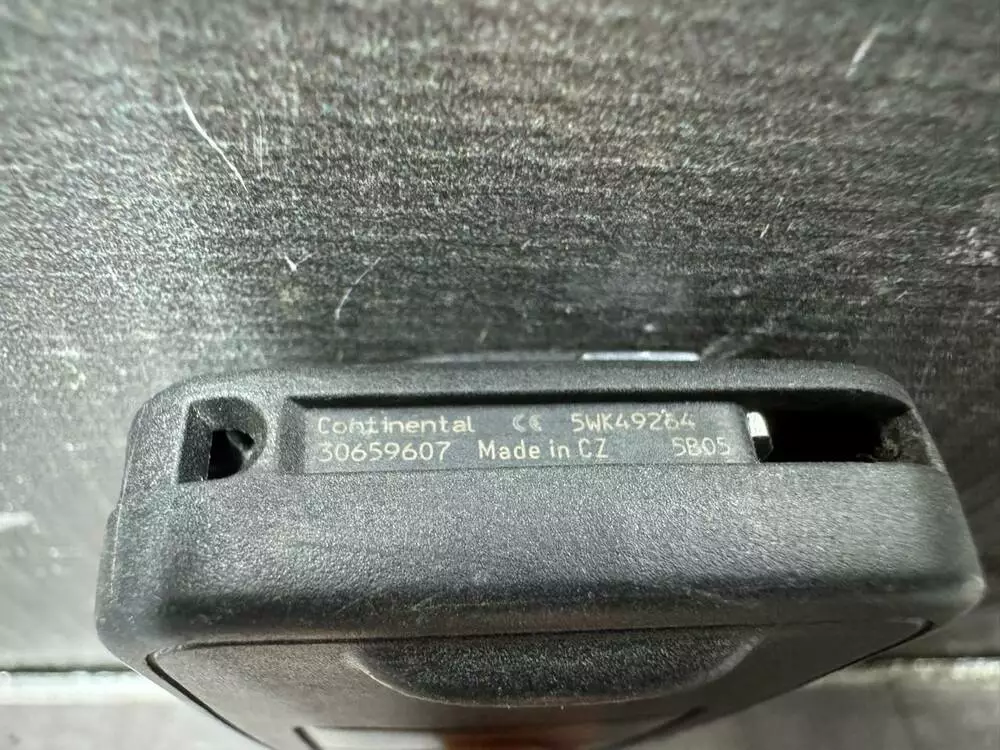 Continental CE 5WK49264
30659607 Made in CZ 5B05